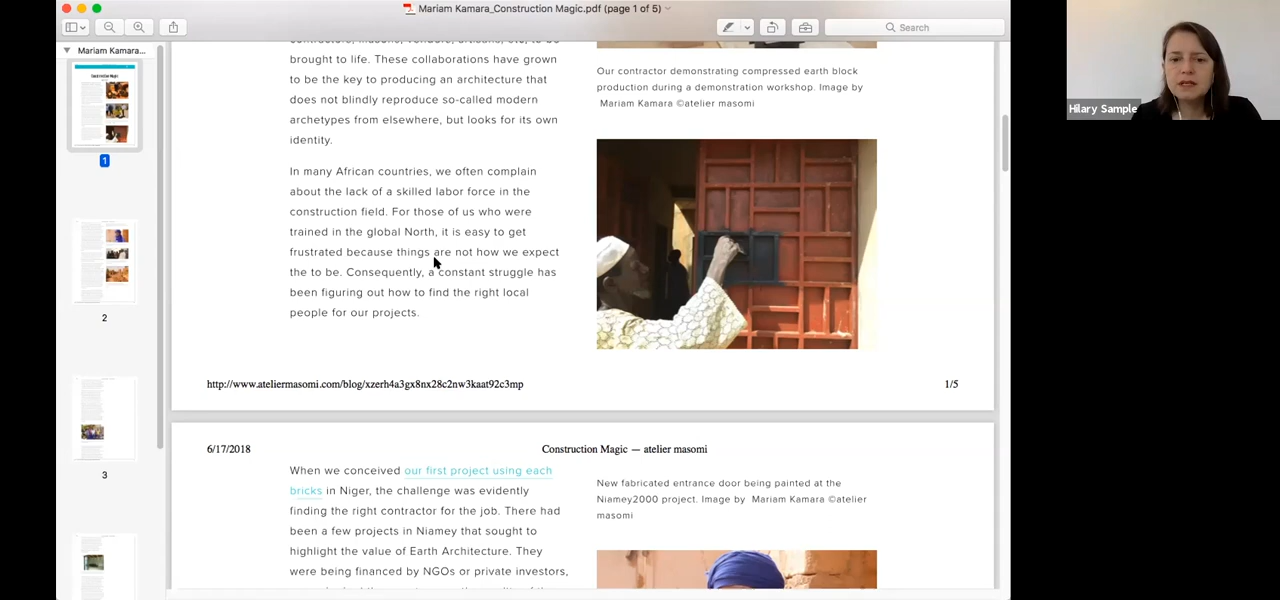 Mariam Kamara_Construction Magic.pdf (page 1 of 5)
Search
Mariam Kamara...
1
2
3
brought to life. These collaborations have grown
to be the key to producing an architecture that
does not blindly reproduce so-called modern
archetypes from elsewhere, but looks for its own
identity.
In many African countries, we often complain
about the lack of a skilled labor force in the
construction field. For those of us who were
trained in the global North, it is easy to get
frustrated because things are not how we expect
the to be. Consequently, a constant struggle has
been figuring out how to find the right local
people for our projects.
Our contractor demonstrating compressed earth block
production during a demonstration workshop. Image by
Mariam Kamara ©atelier masomi
http://www.ateliermasomi.com/blog/xzerh4a3gx8nx28c2nw3kaat92c3mp
1/5
6/17/2018
Construction Magic — atelier masomi
When we conceived our first project using each
bricks in Niger, the challenge was evidently
finding the right contractor for the job. There had
been a few projects in Niamey that sought to
highlight the value of Earth Architecture. They
were being financed by NGOs or private investors,
New fabricated entrance door being painted at the
Niamey2000 project. Image by Mariam Kamara ©atelier
masomi
Hilary Sample